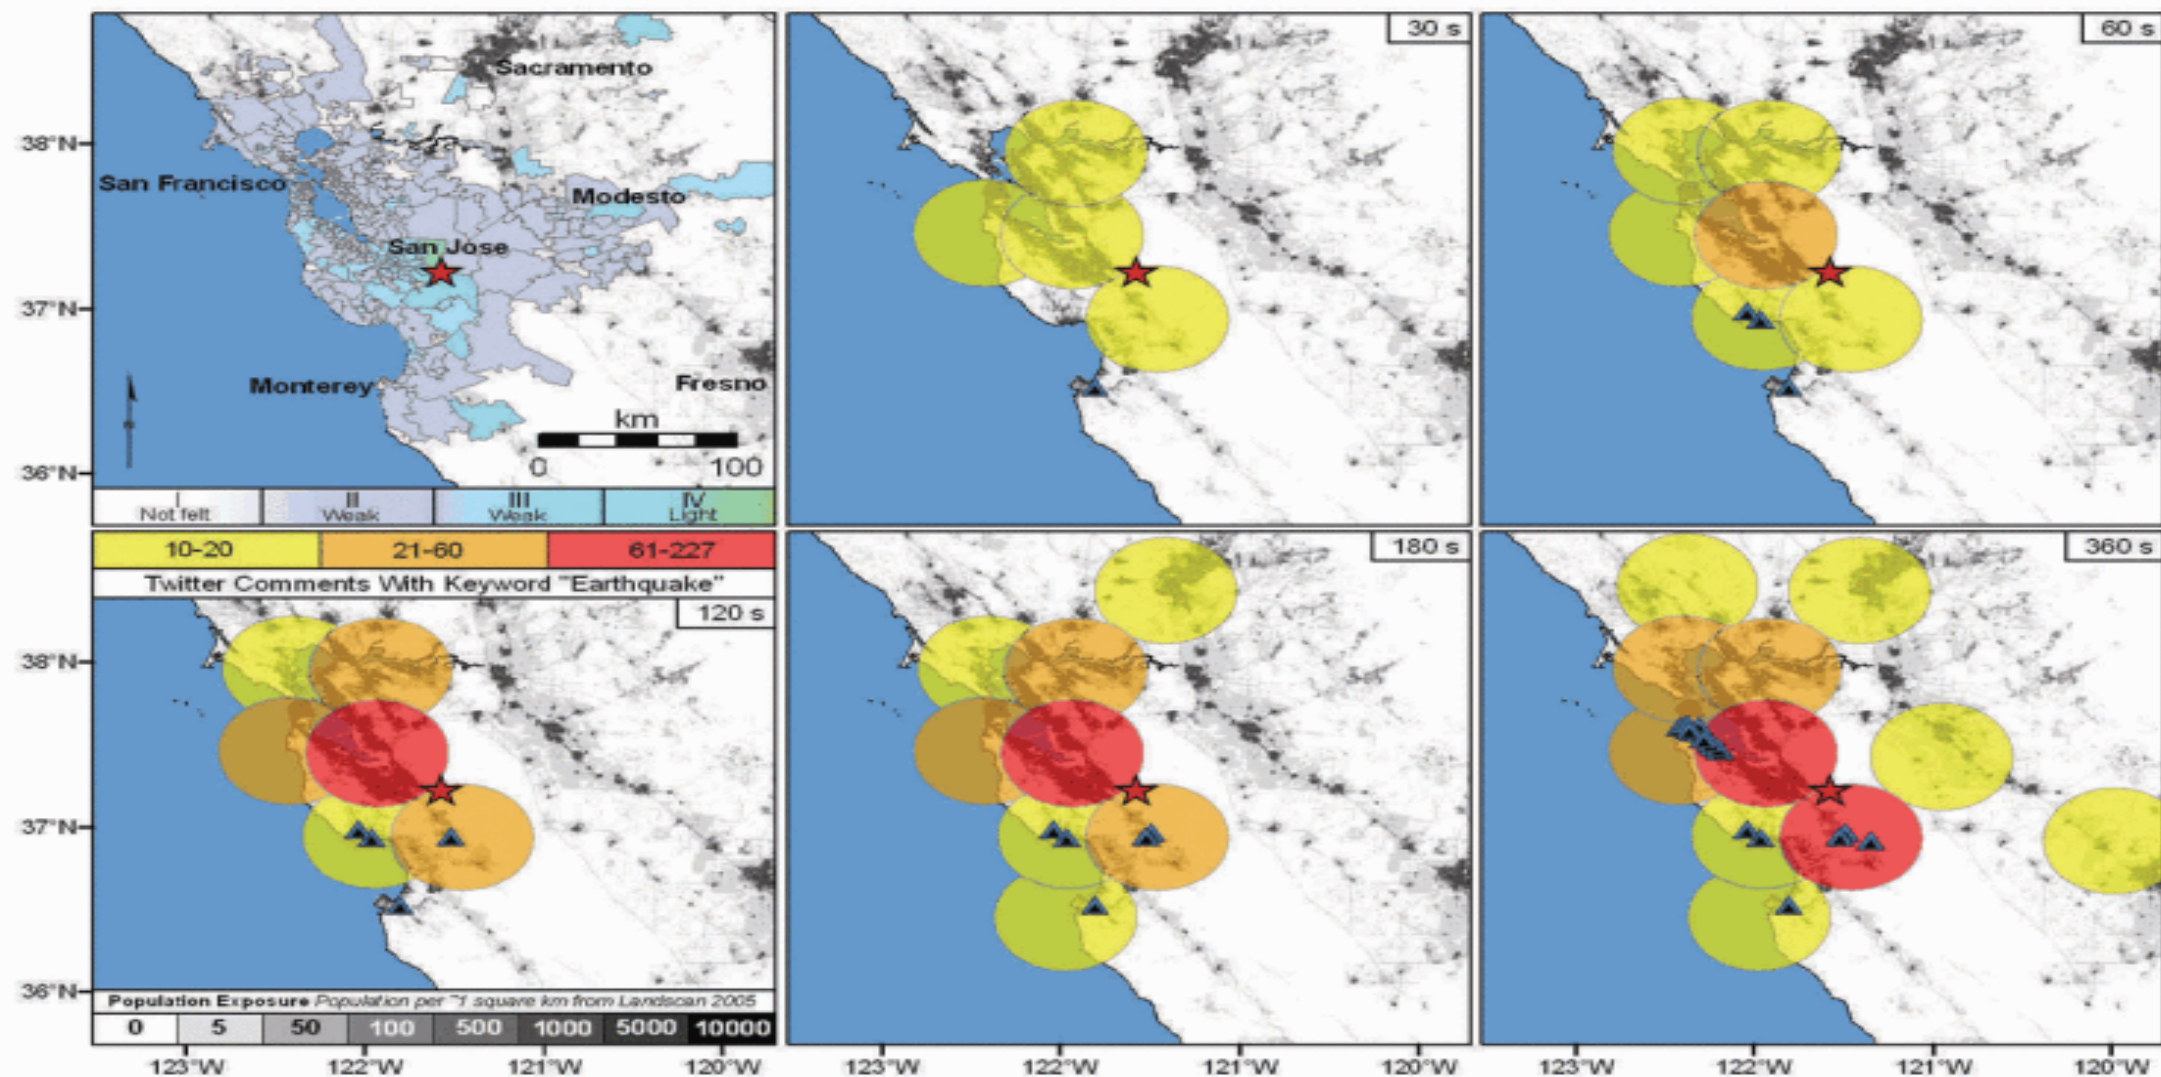 30 s
60 s
Sacramento
38°N
San Francisco
Modesto
San Jose
37°N
Monterey
Fresno
km
0 100
36°N
I II III IV
Not felt Weak Weak Light
10-20 21-60 61-227
Twitter Comments With Keyword "Earthquake"
120 s
180 s
360 s
38°N
37°N
36°N
Population Exposure Population per ~1 square km from Landscan 2005
0 5 50 100 500 1000 5000 10000
123°W 122°W 121°W 120°W
123°W 122°W 121°W 120°W
123°W 122°W 121°W 120°W